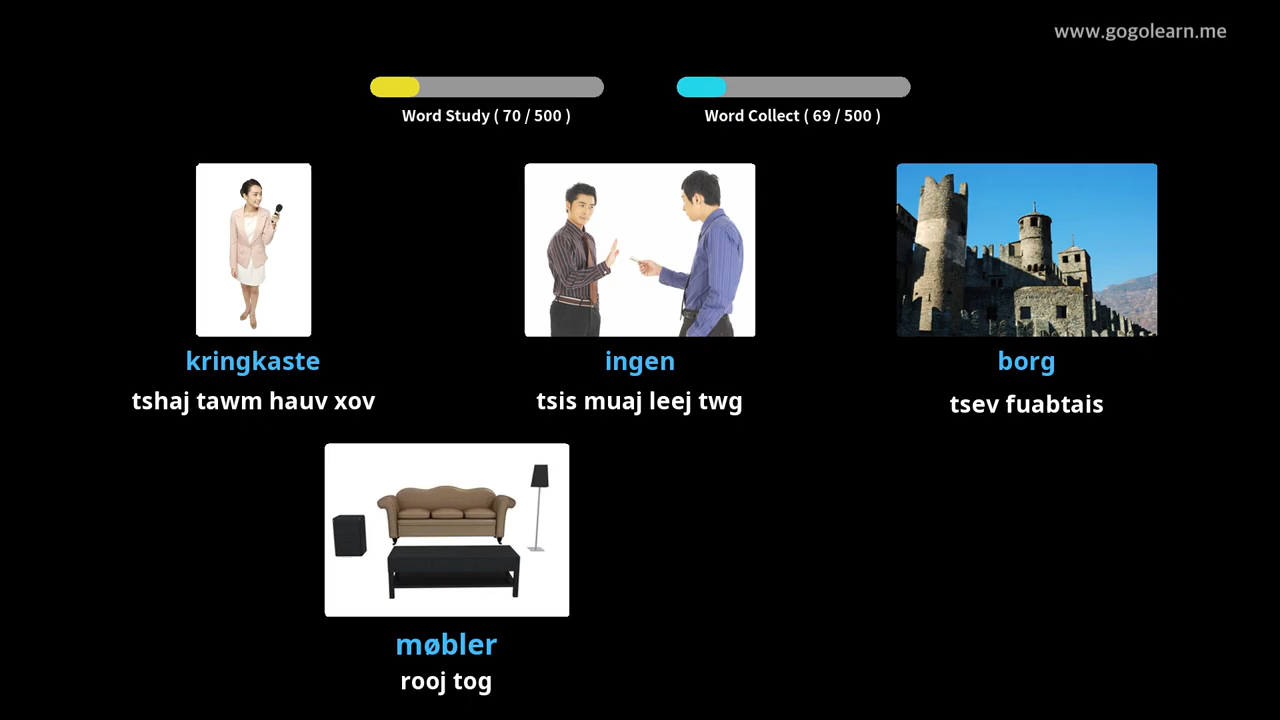 www.gogolearn.me
Word Study ( 70 / 500 )
Word Collect ( 69 / 500 )
kringkaste
tshaj tawm hauv xov
ingen
tsis muaj leej twg
borg
tsev fuabtais
møbler
rooj tog